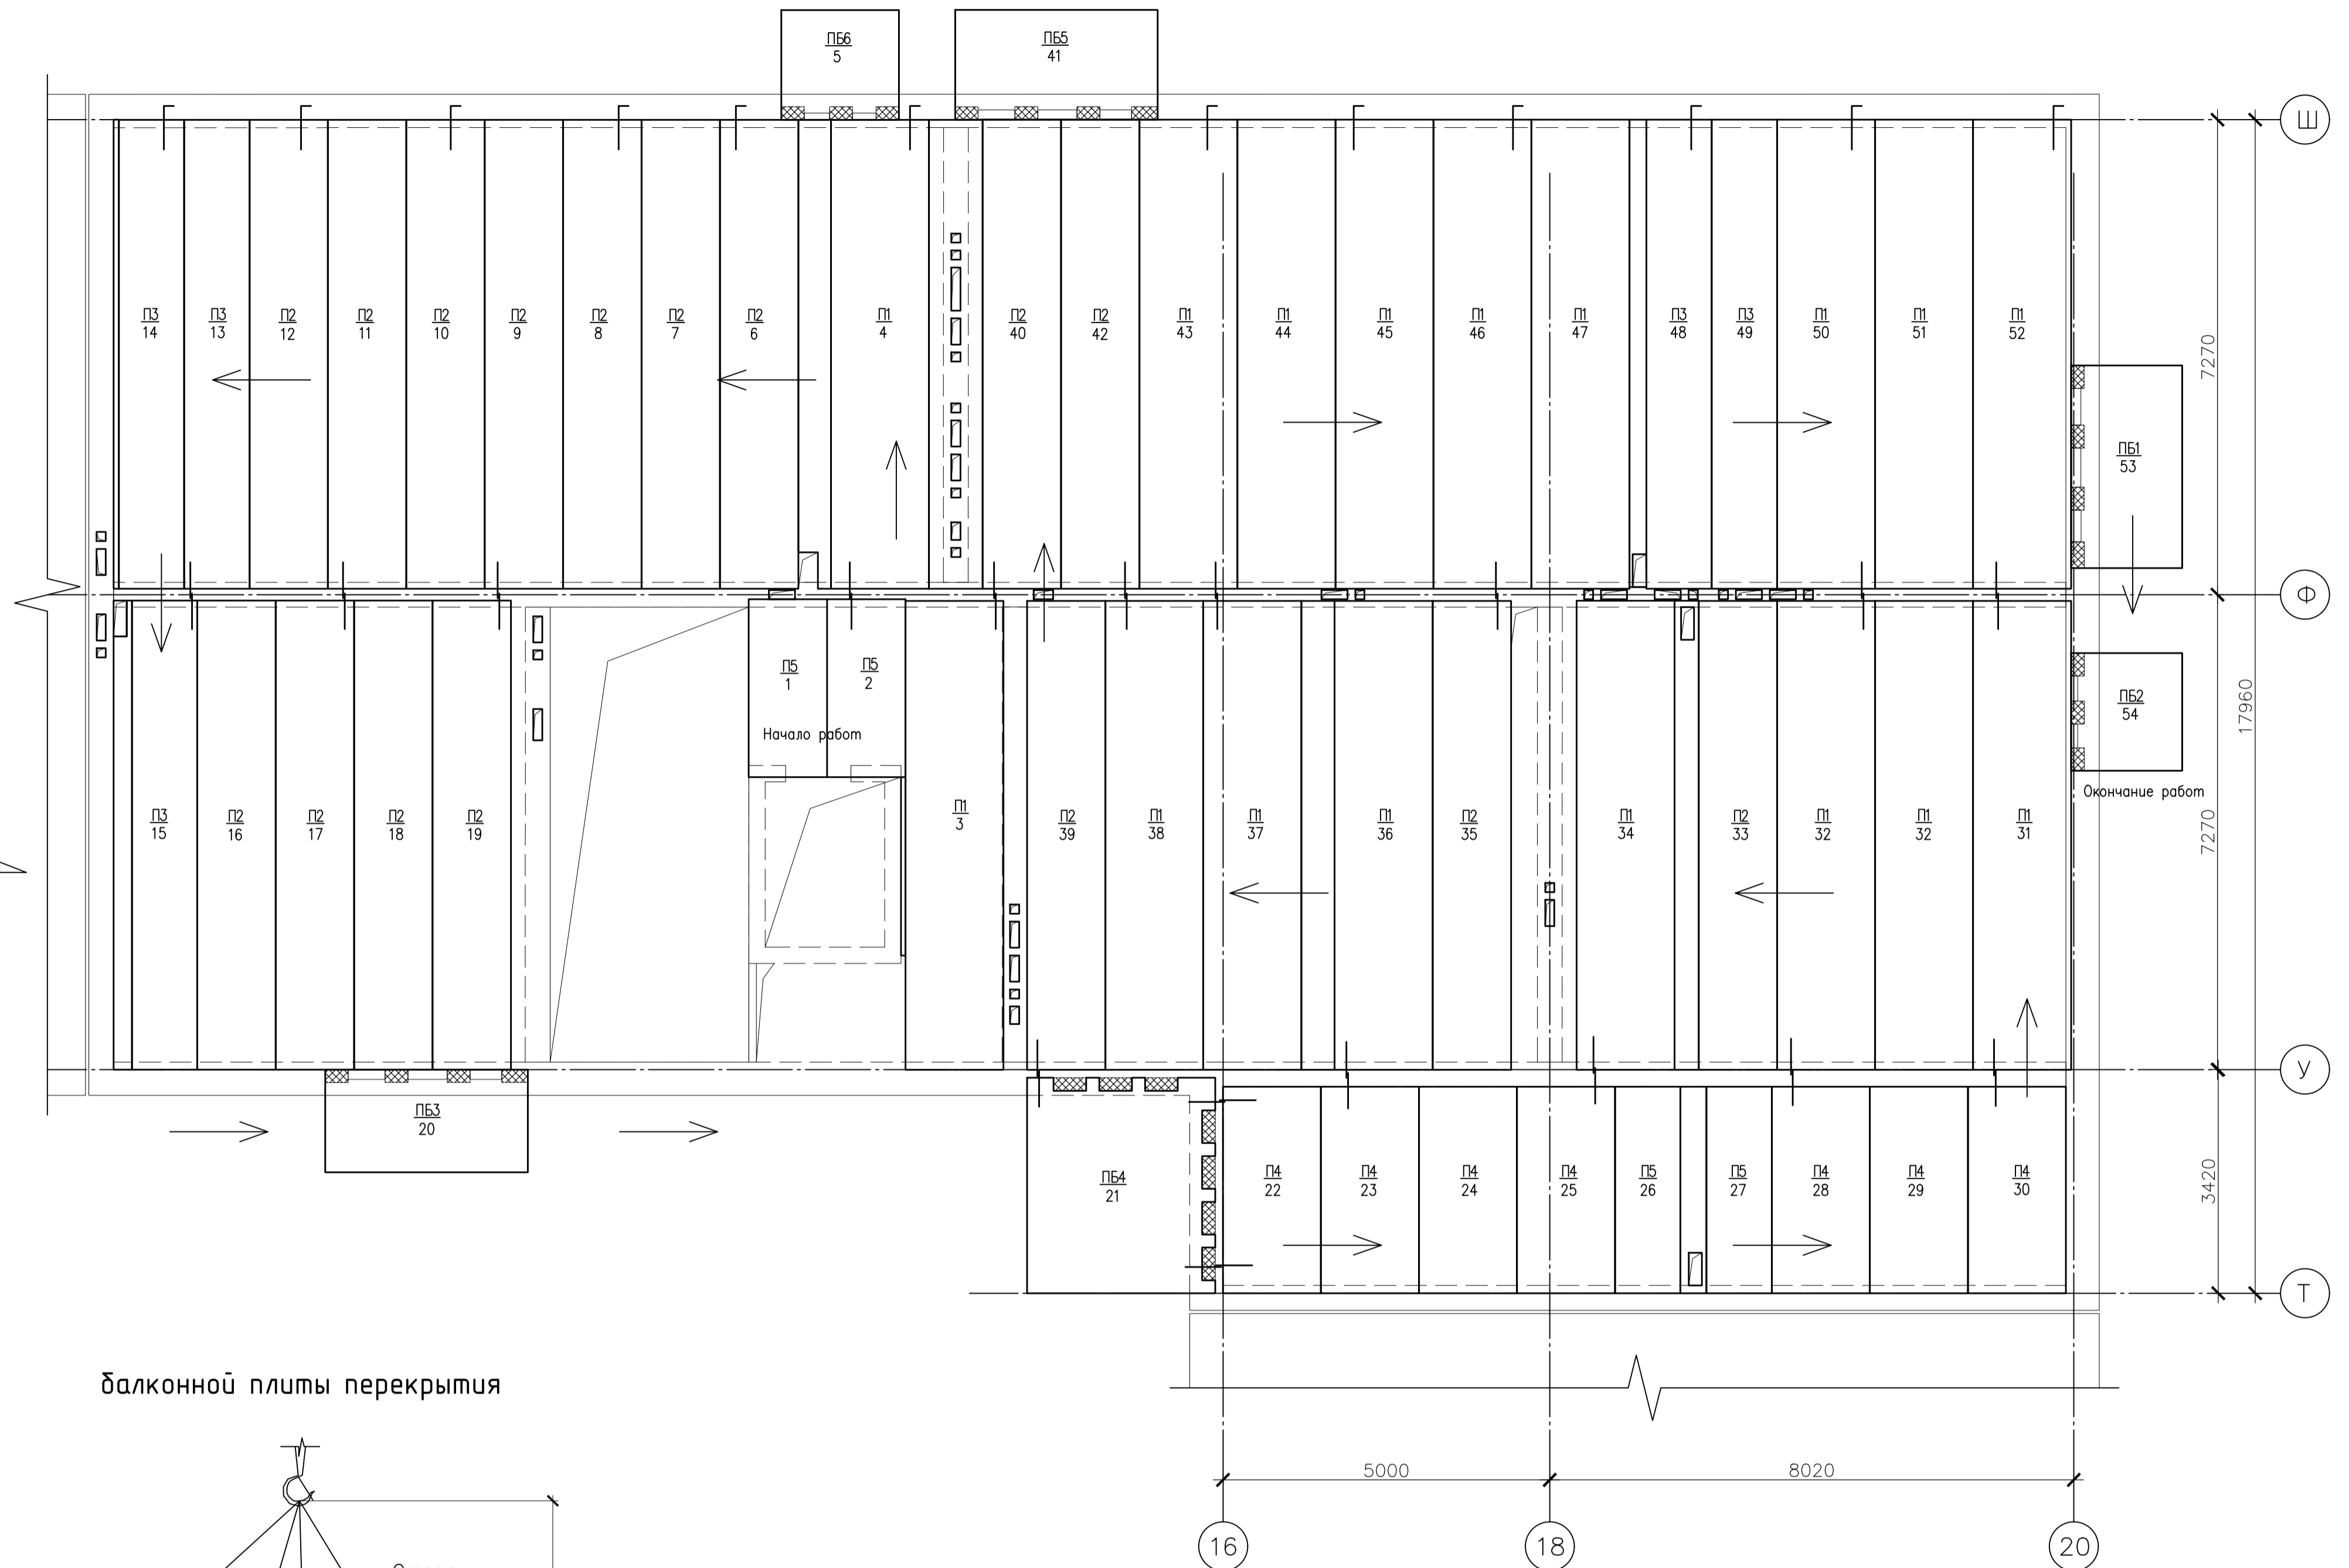 ПБ6
5
ПБ5
41
Ш
П3
14
П3
13
П2
12
П2
11
П2
10
П2
9
П2
8
П2
7
П2
6
П1
4
П2
40
П2
42
П1
43
П1
44
П1
45
П1
46
П1
47
П3
48
П3
49
П1
50
П1
51
П1
52
7270
ПБ1
53
Ф
П5
1
П5
2
Начало работ
ПБ2
54
17960
Окончание работ
П3
15
П2
16
П2
17
П2
18
П2
19
П1
3
П2
39
П1
38
П1
37
П1
36
П2
35
П1
34
П2
33
П1
32
П1
32
П1
31
7270
У
ПБ3
20
ПБ4
21
П4
22
П4
23
П4
24
П4
25
П5
26
П5
27
П4
28
П4
29
П4
30
3420
Т
балконной плиты перекрытия
5000
8020
16
18
20